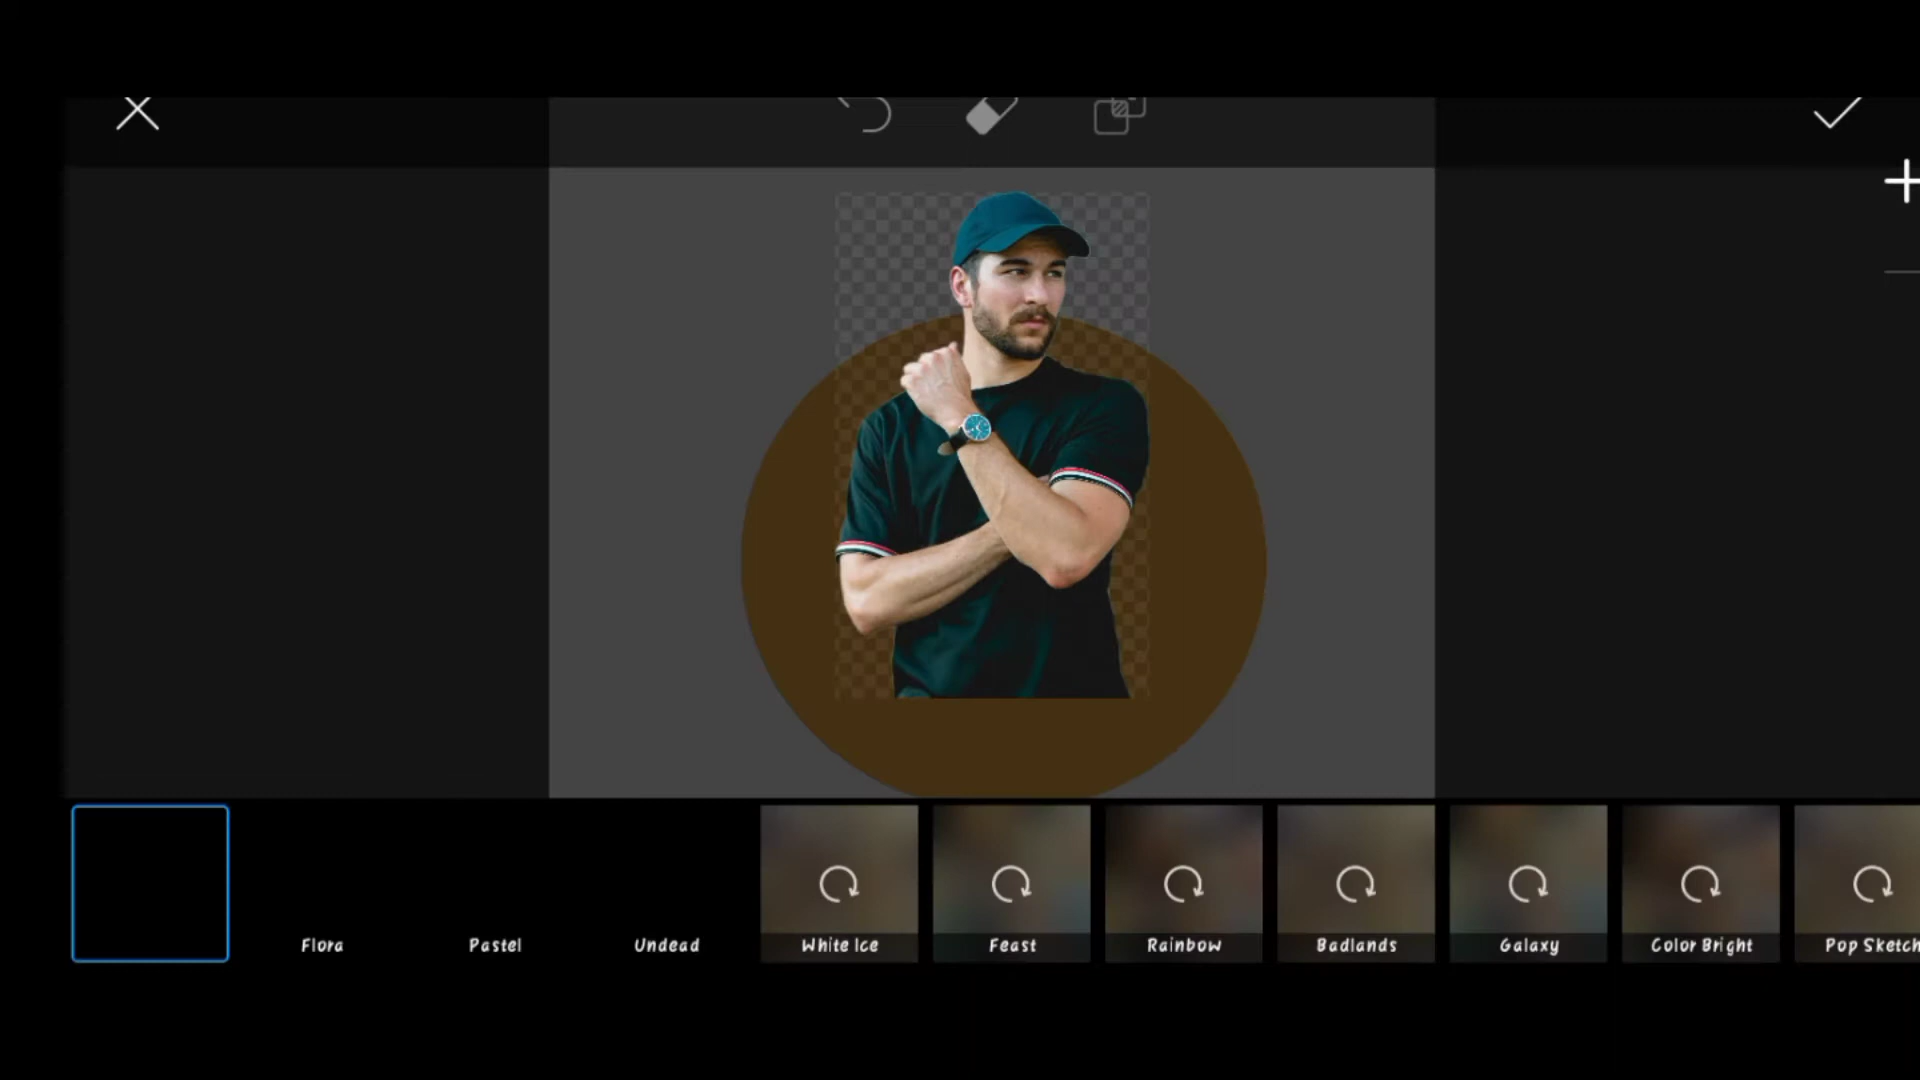 Flora
Pastel
Undead
White Ice
Feast
Rainbow
Badlands
Galaxy
Color Bright
Pop Sketch